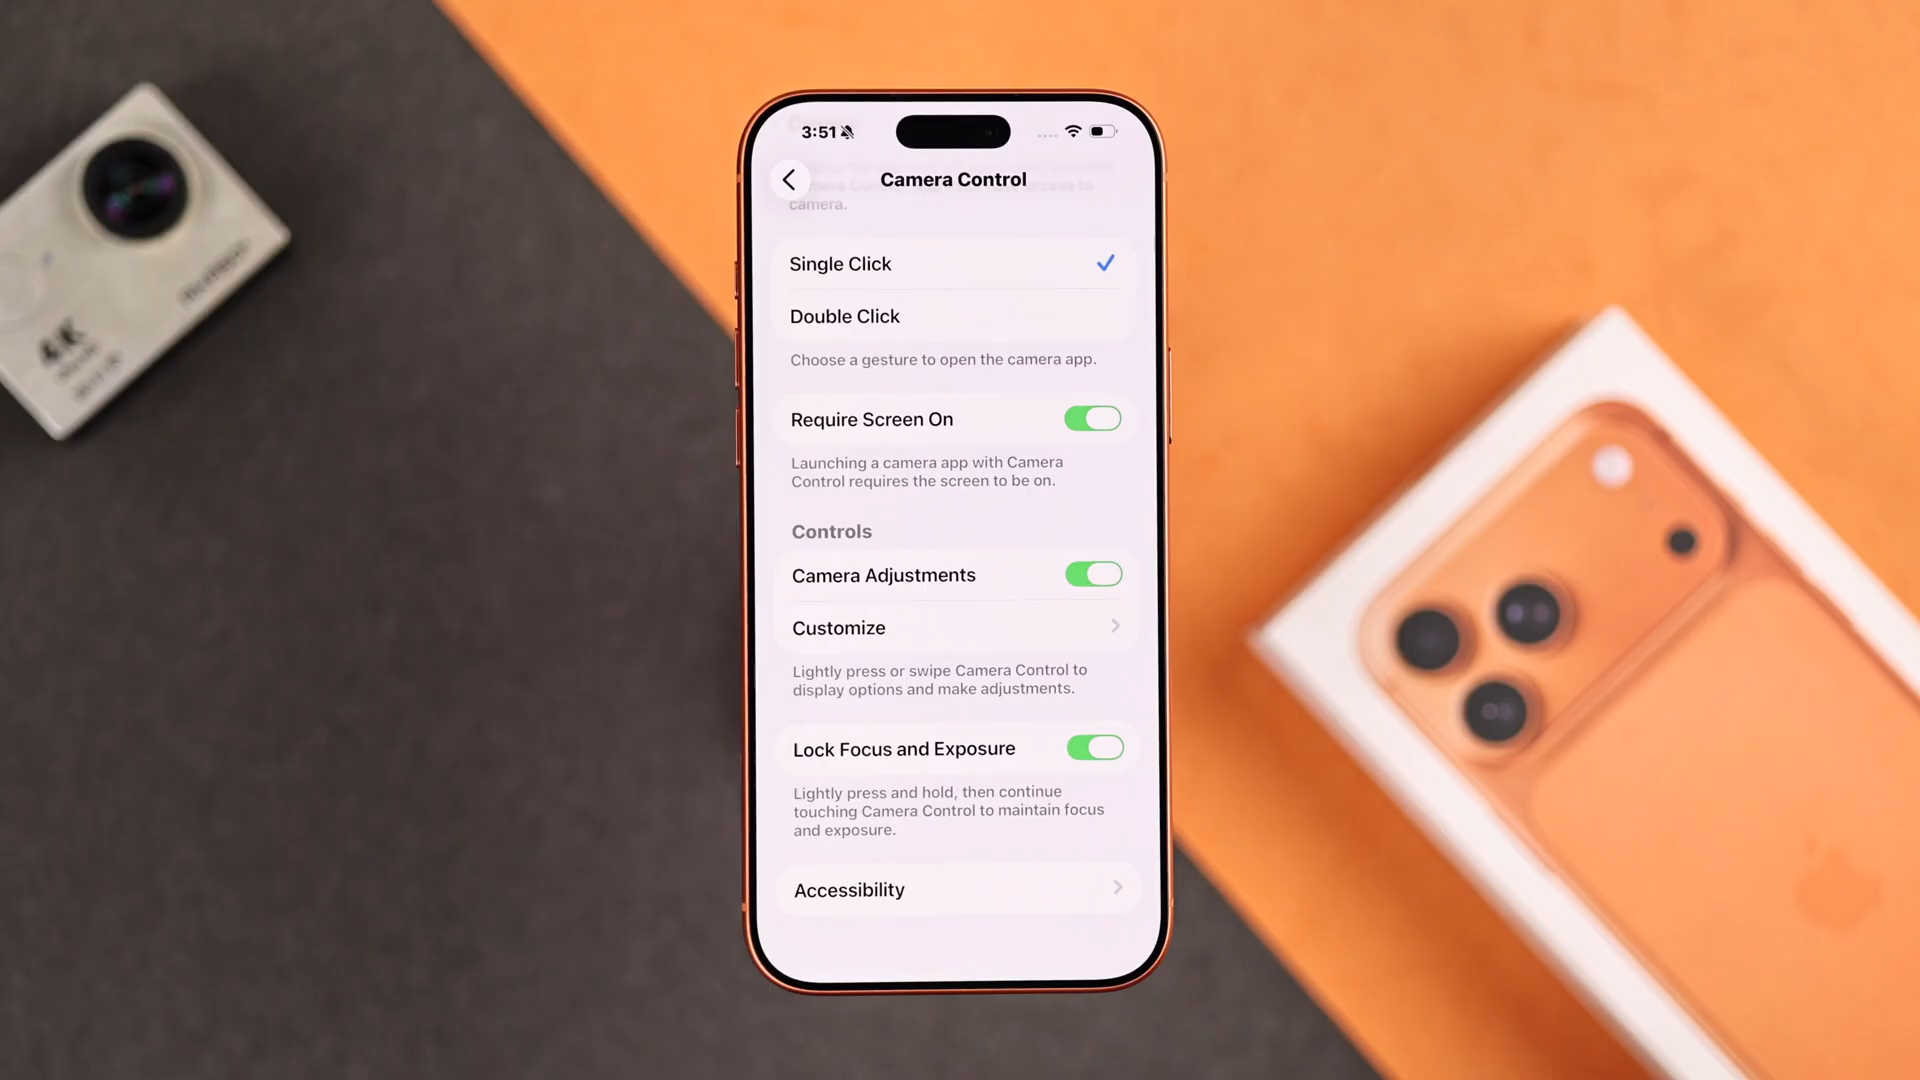 3:51
Camera Control
camera.
Single Click
Double Click
Choose a gesture to open the camera app.
Require Screen On
Launching a camera app with Camera
Control requires the screen to be on.
Controls
Camera Adjustments
Customize
Lightly press or swipe Camera Control to
display options and make adjustments.
Lock Focus and Exposure
Lightly press and hold, then continue
touching Camera Control to maintain focus
and exposure.
Accessibility
4K